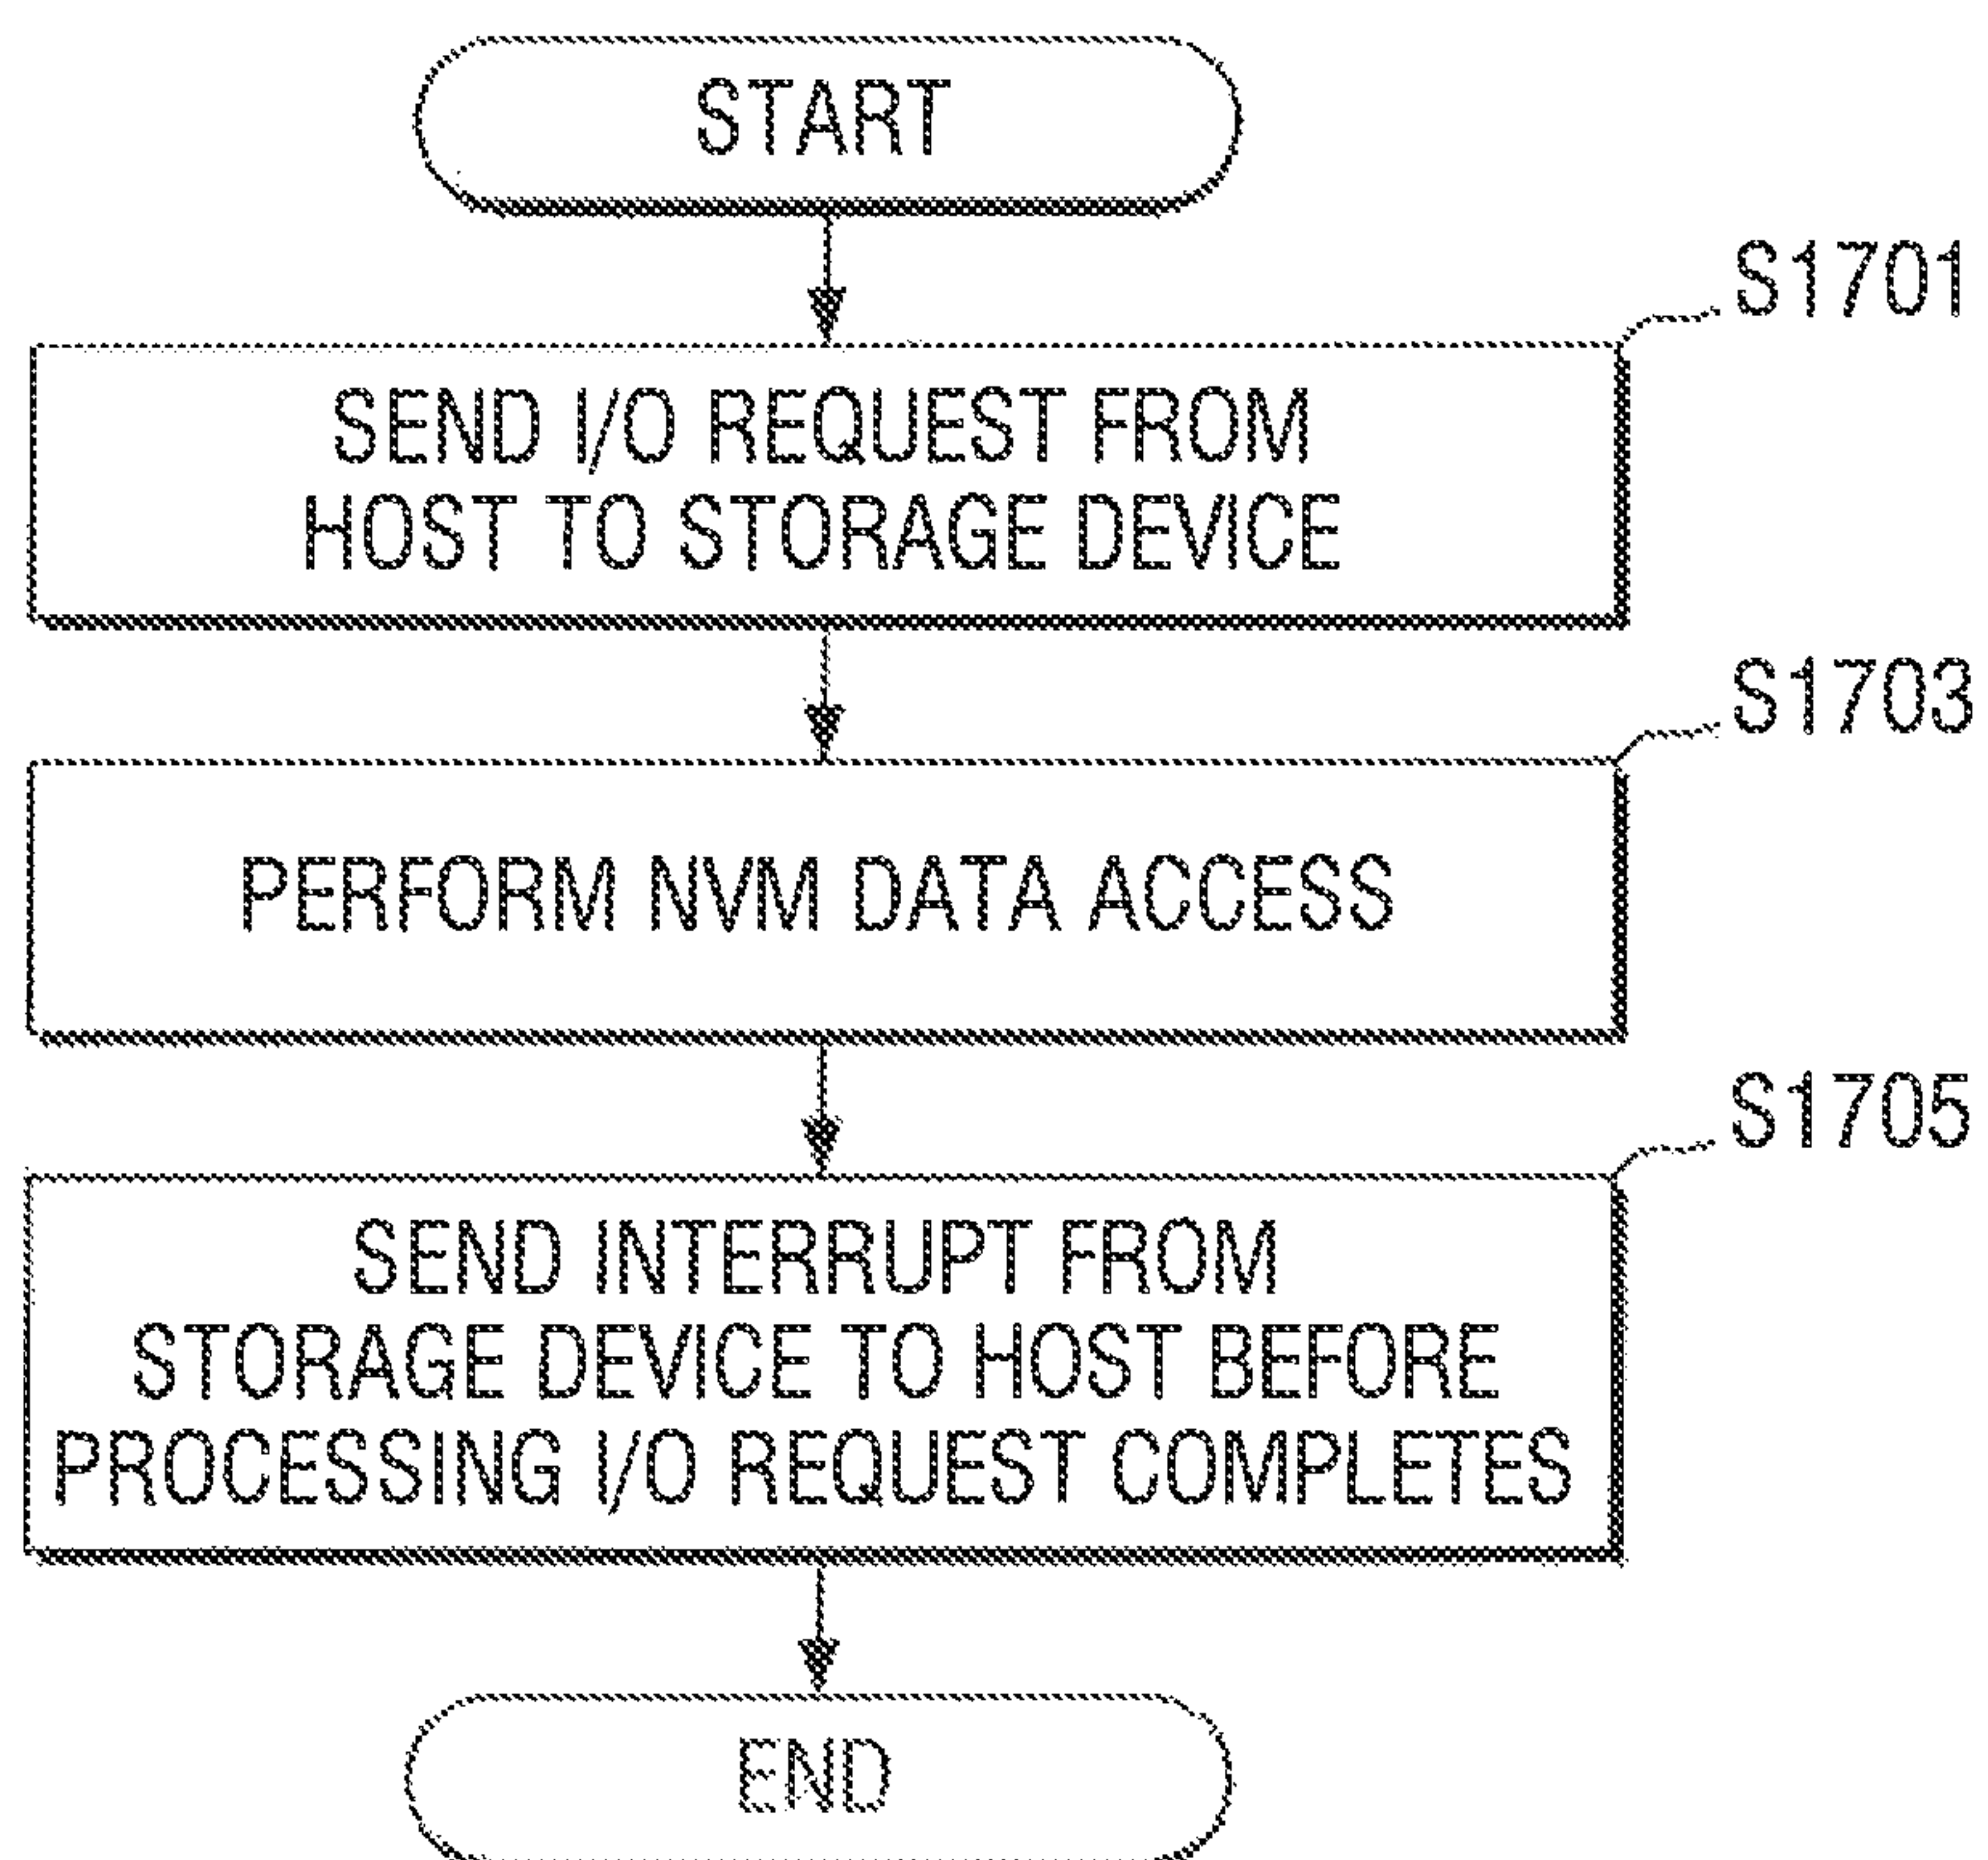 START
S1701
SEND I/O REQUEST FROM
HOST TO STORAGE DEVICE
S1703
PERFORM NVM DATA ACCESS
S1705
SEND INTERRUPT FROM
STORAGE DEVICE TO HOST BEFORE
PROCESSING I/O REQUEST COMPLETES
END